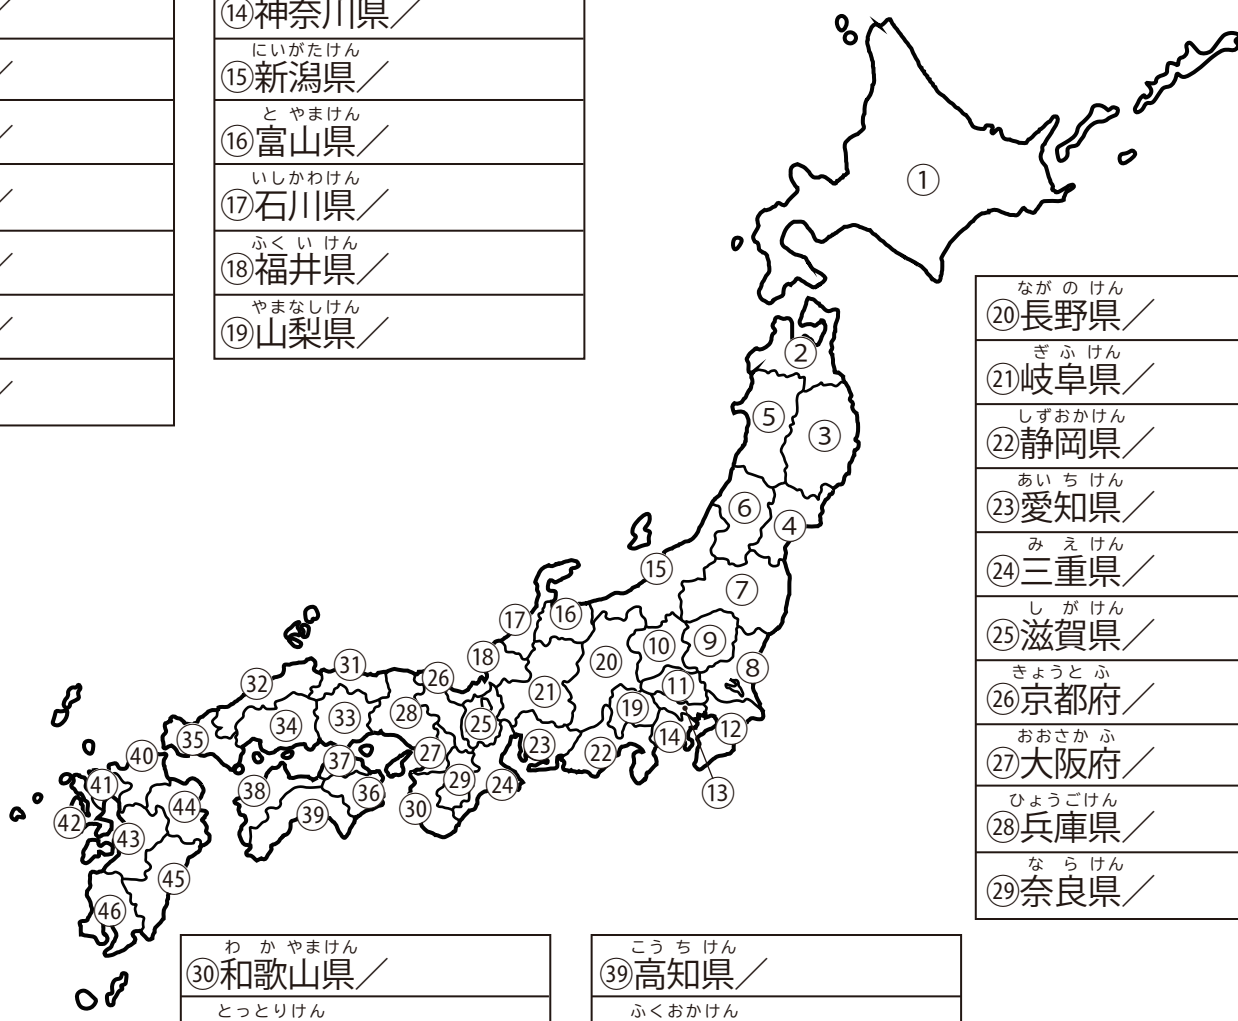 ／
／
／
／
／
／
／
⑭神奈川県／
にいがたけん
⑮新潟県／
と やまけん
⑯富山県／
いしかわけん
⑰石川県／
ふく い けん
⑱福井県／
やまなしけん
⑲山梨県／
①
②
⑤
③
⑥
④
⑮
⑦
⑰
⑯
⑨
⑩
⑧
⑱
⑳
㉛
㉖
㉜
⑪
㉑
⑲
㉘
㉝
㉞
㉕
⑫
⑭
㉟
㉓
㉒
㉗
㊵
㊲
㉙
㉔
㊶
㊳
㊱
⑬
㊹
㉚
㊴
㊷
㊸
㊺
㊻
なが の けん
⑳長野県／
ぎ ふ けん
㉑岐阜県／
しずおかけん
㉒静岡県／
あい ち けん
㉓愛知県／
み え けん
㉔三重県／
し が けん
㉕滋賀県／
きょうと ふ
㉖京都府／
おおさか ふ
㉗大阪府／
ひょうごけん
㉘兵庫県／
な ら けん
㉙奈良県／
わ か やまけん
㉚和歌山県／
とっとりけん
こう ち けん
㊴高知県／
ふくおかけん